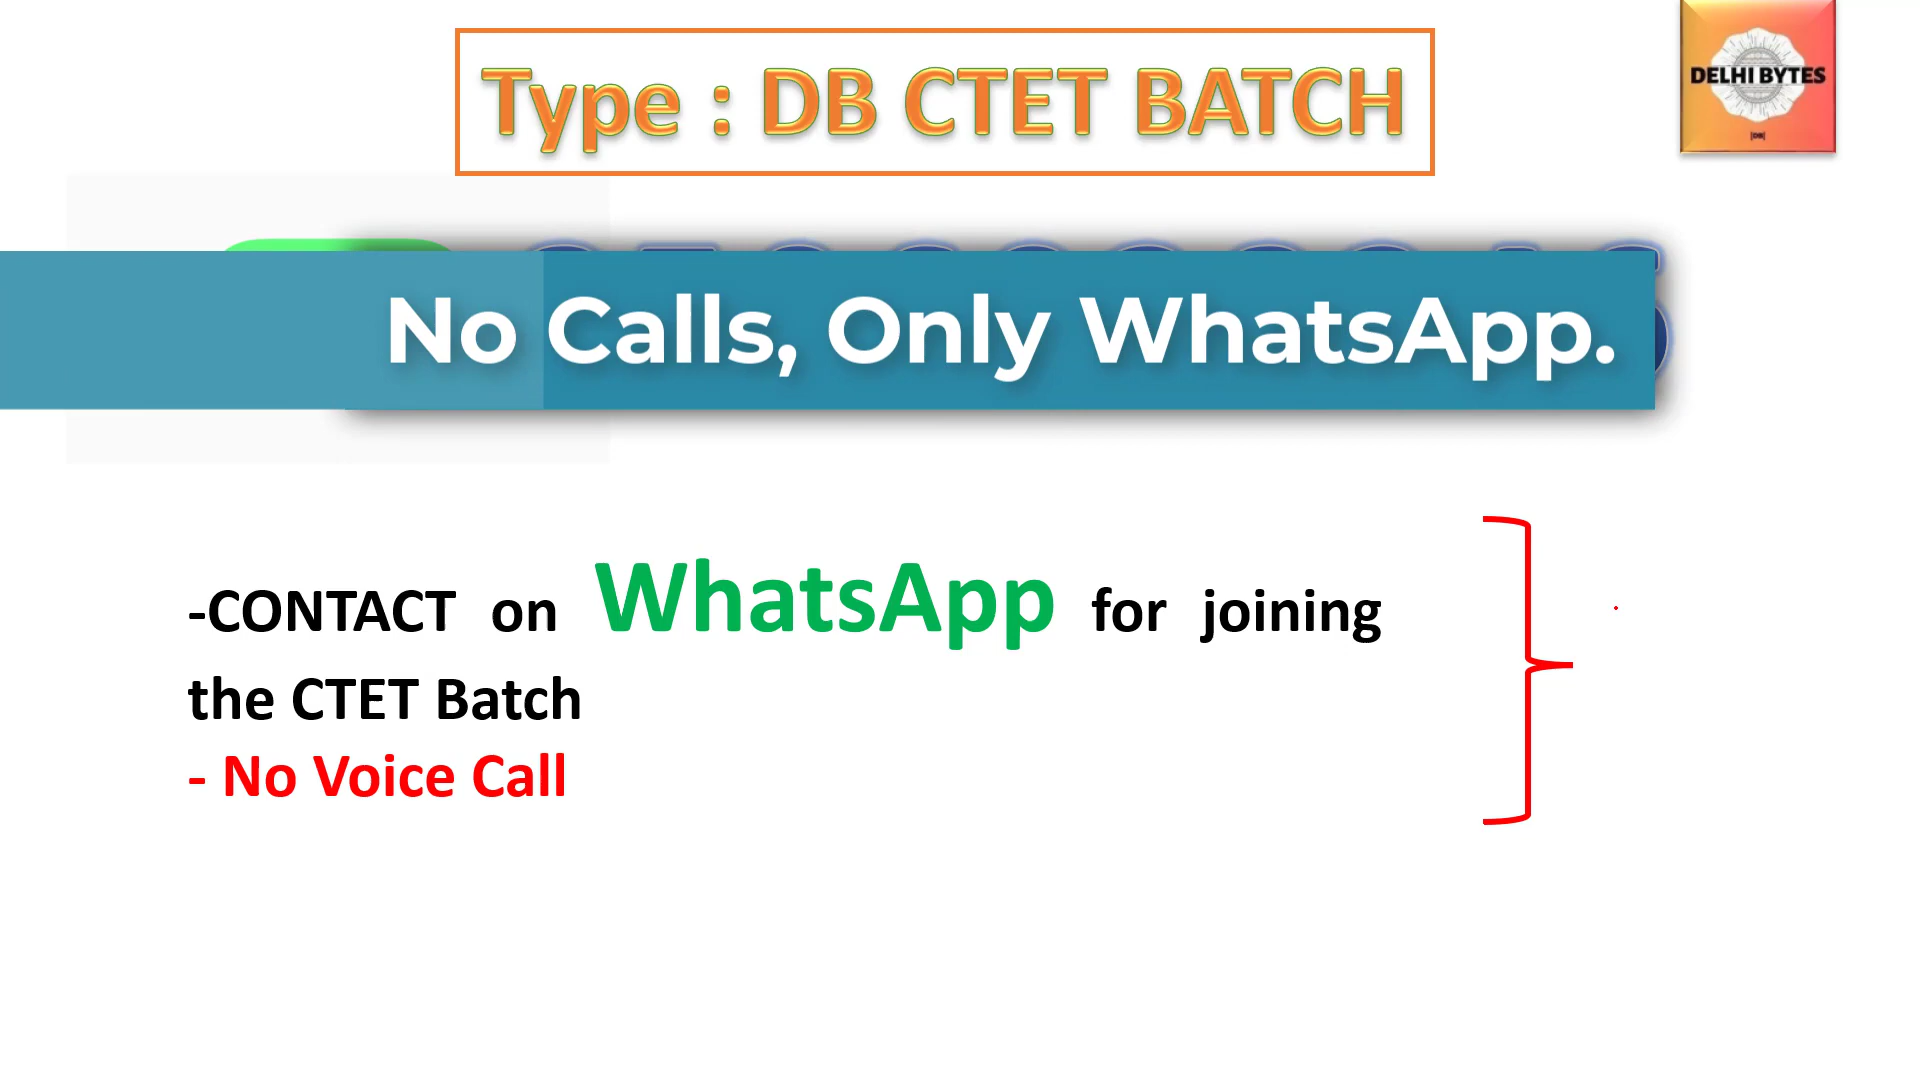 Type : DB CTET BATCH
DELHI BYTES
|DB|
No Calls, Only WhatsApp.
-CONTACT on WhatsApp for joining
the CTET Batch
- No Voice Call